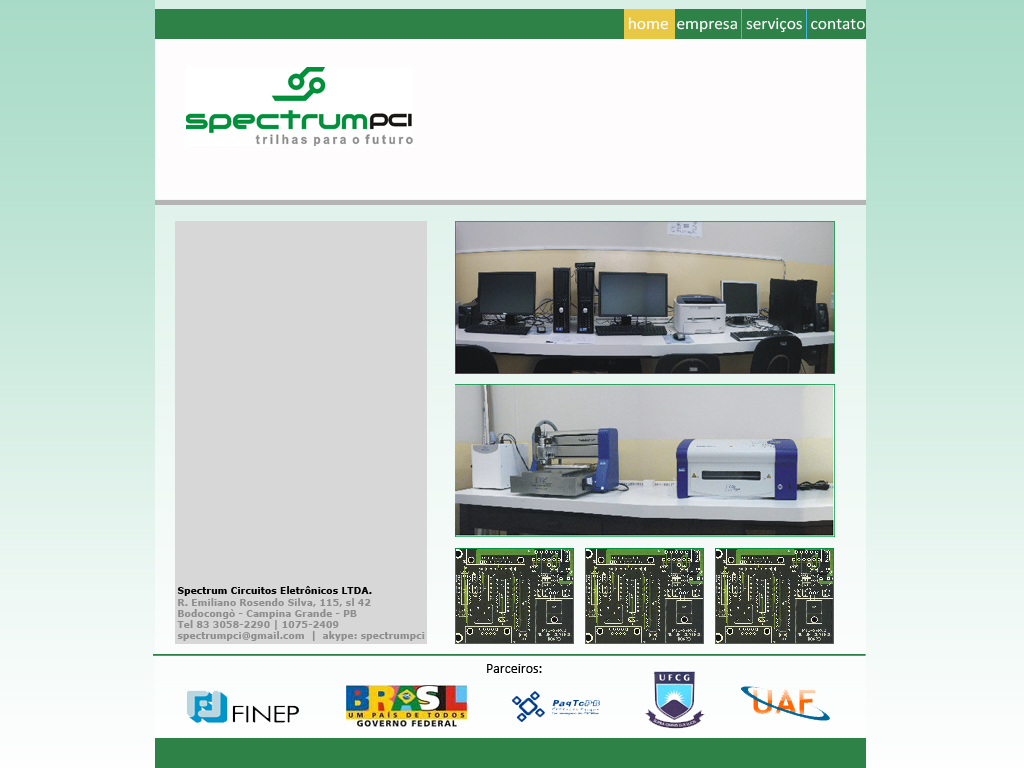 home empresa serviços contato
spectrumPCI
trilhas para o futuro
Spectrum Circuitos Eletrônicos LTDA.
R. Emiliano Rosendo Silva, 115, sl 42
Bodocongò - Campina Grande - PB
Tel 83 3058-2290 | 1075-2409
spectrumpci@gmail.com | akype: spectrumpci
Parceiros:
FINEP
BRASIL
UM PAÍS DE TODOS
GOVERNO FEDERAL
PaqTcPB
UFCG
UAF